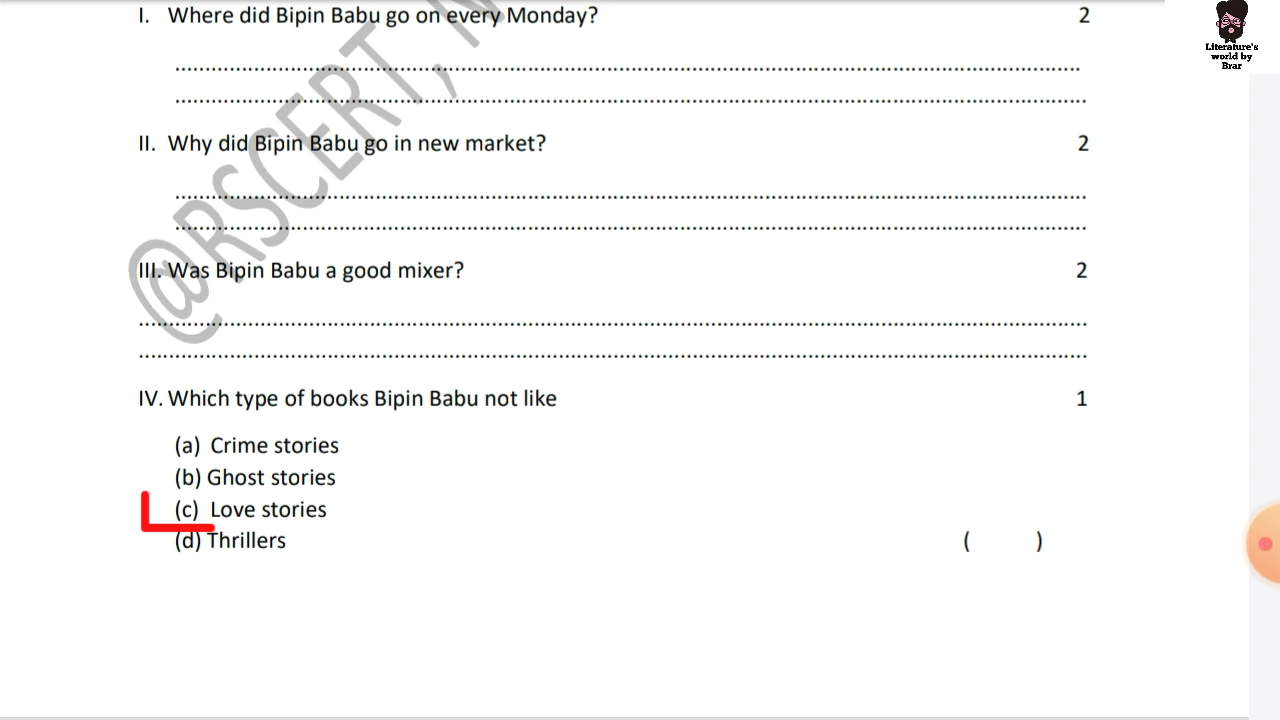 I. Where did Bipin Babu go on every Monday? 2
................................................................................
................................................................................
II. Why did Bipin Babu go in new market? 2
................................................................................
................................................................................
III. Was Bipin Babu a good mixer? 2
................................................................................
................................................................................
IV. Which type of books Bipin Babu not like 1
(a) Crime stories
(b) Ghost stories
(c) Love stories
(d) Thrillers ( )
@RSCERT,
Literature's
world by
Brar